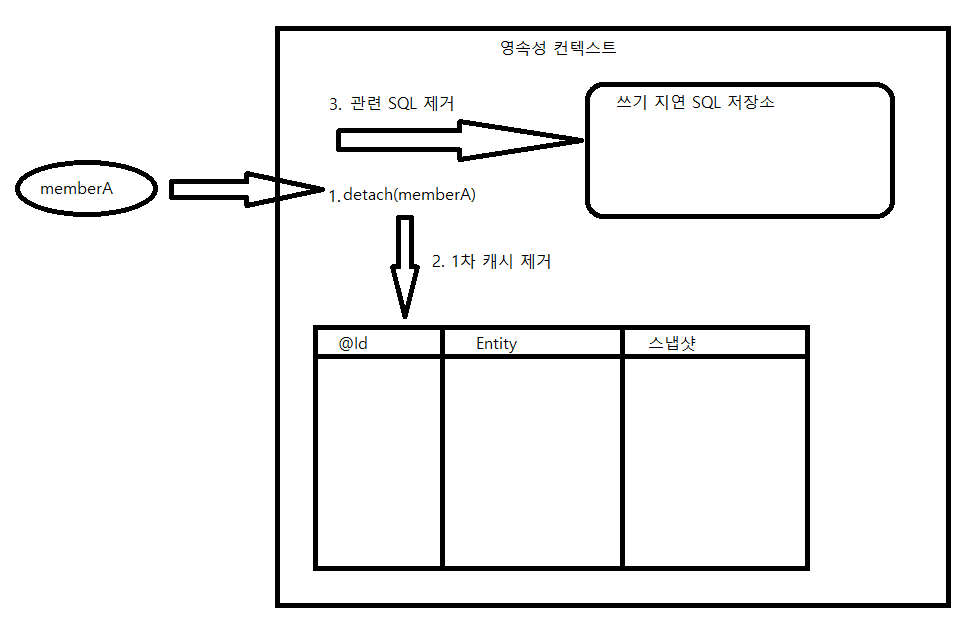 영속성 컨텍스트
3. 관련 SQL 제거
쓰기 지연 SQL 저장소
memberA
1.detach(memberA)
2. 1차 캐시 제거
@Id
Entity
스냅샷